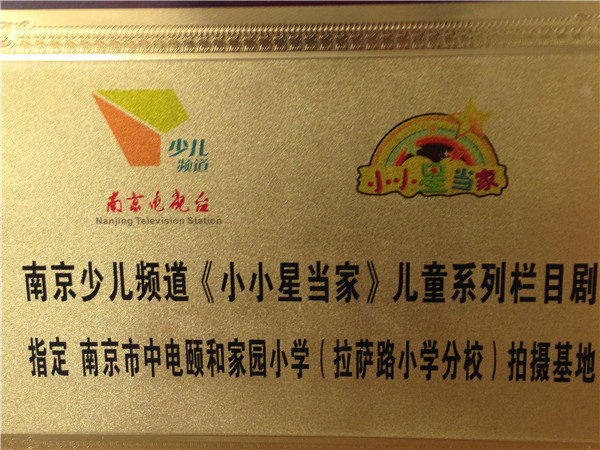 少儿
频道
南京电视台
Nanjing Television Station
小小星当家
南京少儿频道《小小星当家》儿童系列栏目剧
指定 南京市中电颐和家园小学（拉萨路小学分校）拍摄基地